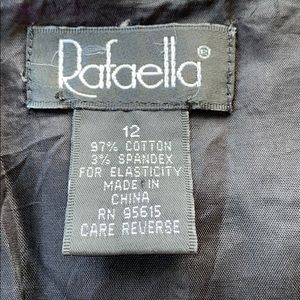 Rafaella®
12
97% COTTON
3% SPANDEX
FOR ELASTICITY
MADE IN
CHINA
RN 95615
CARE REVERSE